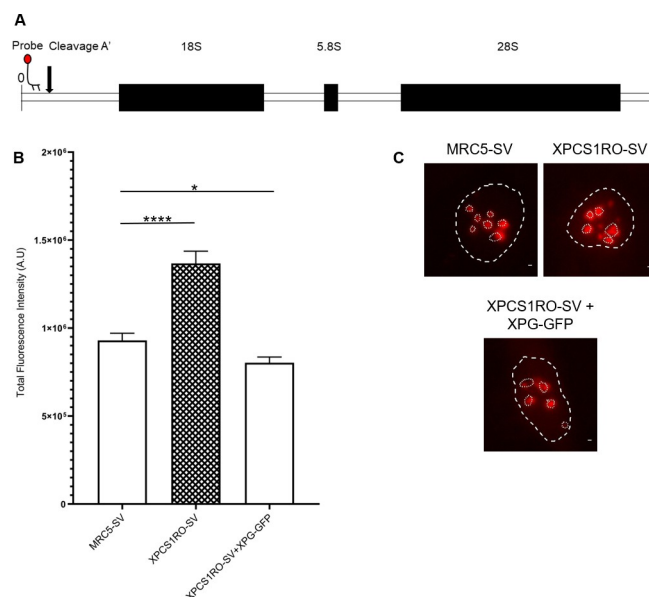 A
Probe Cleavage A' 18S 5.8S 28S
0
B
2×10⁶
1.5×10⁶
1×10⁶
5×10⁵
0
Total Fluorescence Intensity (A.U)
*
****
MRC5-SV
XPCS1RO-SV
XPCS1RO-SV+XPG-GFP
C
MRC5-SV XPCS1RO-SV
XPCS1RO-SV +
XPG-GFP